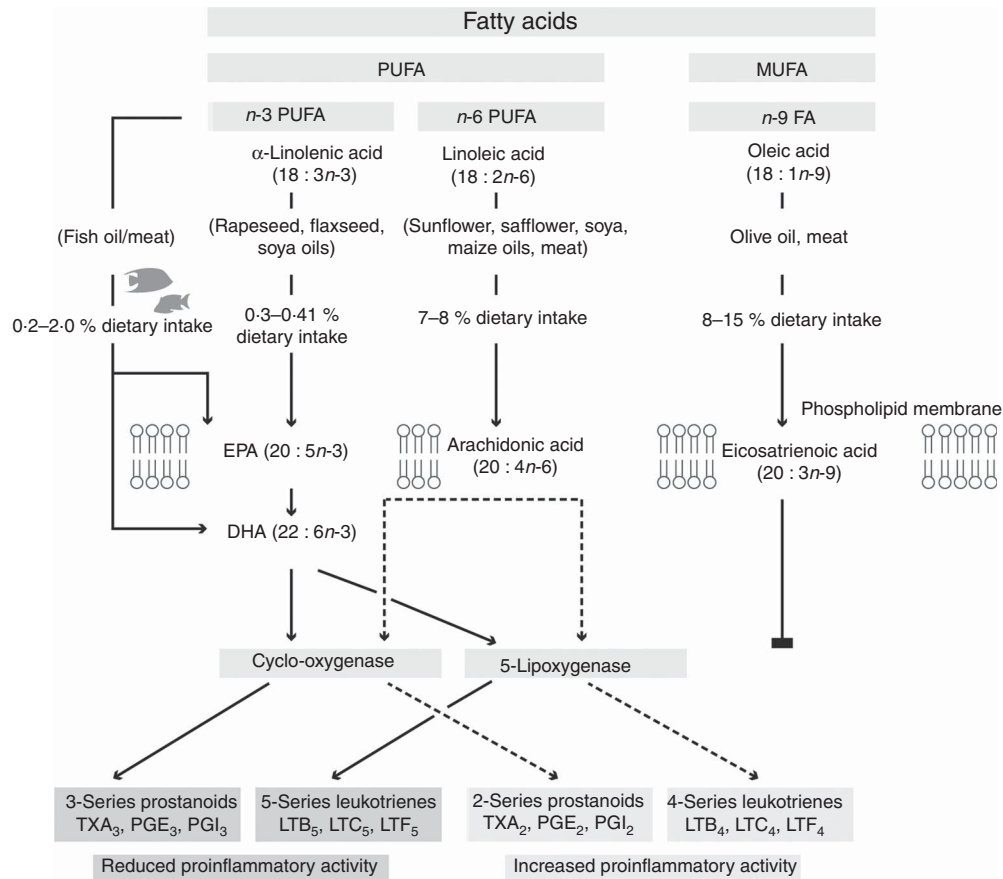 Fatty acids
PUFA
MUFA
n-3 PUFA
n-6 PUFA
n-9 FA
α-Linolenic acid
(18 : 3n-3)
Linoleic acid
(18 : 2n-6)
Oleic acid
(18 : 1n-9)
(Fish oil/meat)
(Rapeseed, flaxseed,
soya oils)
(Sunflower, safflower, soya,
maize oils, meat)
Olive oil, meat
0·2–2·0 % dietary intake
0·3–0·41 %
dietary intake
7–8 % dietary intake
8–15 % dietary intake
Phospholipid membrane
EPA (20 : 5n-3)
Arachidonic acid
(20 : 4n-6)
Eicosatrienoic acid
(20 : 3n-9)
DHA (22 : 6n-3)
Cyclo-oxygenase
5-Lipoxygenase
3-Series prostanoids
TXA₃, PGE₃, PGI₃
5-Series leukotrienes
LTB₅, LTC₅, LTF₅
2-Series prostanoids
TXA₂, PGE₂, PGI₂
4-Series leukotrienes
LTB₄, LTC₄, LTF₄
Reduced proinflammatory activity
Increased proinflammatory activity